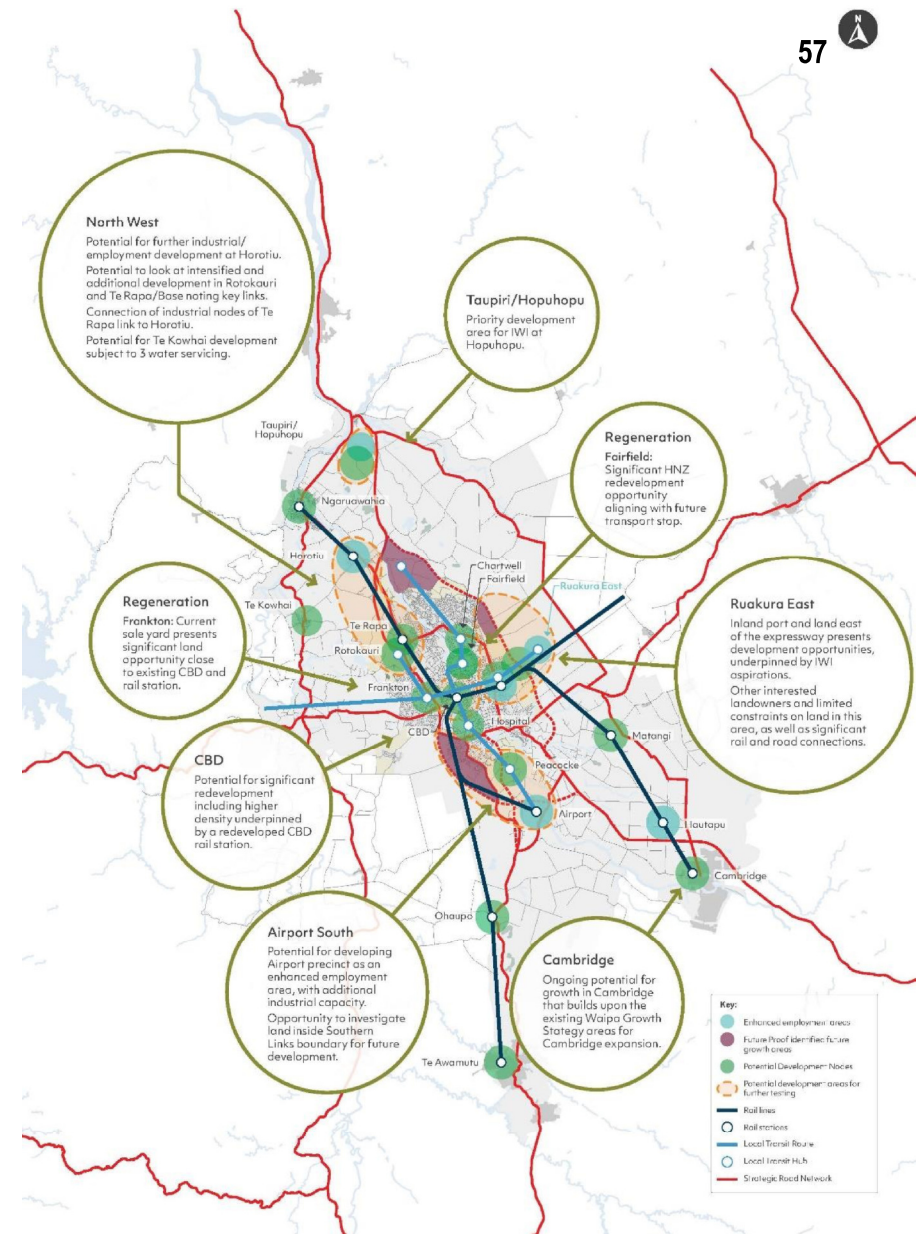 57
N
North West
Potential for further industrial/
employment development at Horotiu.
Potential to look at intensified and
additional development in Rotokauri
and Te Rapa/Base noting key links.
Connection of industrial nodes of Te
Rapa link to Horotiu.
Potential for Te Kowhai development
subject to 3 water servicing.
Taupiri/Hopuhopu
Priority development
area for IWI at
Hopuhopu.
Regeneration
Fairfield:
Significant HNZ
redevelopment
opportunity
aligning with future
transport stop.
Taupiri/
Hopuhopu
Ngaruawahia
Horotiu
Chartwell
Fairfield
Ruakura East
Te Kowhai
Te Rapa
Rotokauri
Frankton
CBD
Hospital
Peacocke
Airport
Matangi
Hautapu
Cambridge
Ohaupo
Te Awamutu
Regeneration
Frankton: Current
sale yard presents
significant land
opportunity close
to existing CBD and
rail station.
Ruakura East
Inland port and land east
of the expressway presents
development opportunities,
underpinned by IWI
aspirations.
Other interested
landowners and limited
constraints on land in this
area, as well as significant
rail and road connections.
CBD
Potential for significant
redevelopment
including higher
density underpinned
by a redeveloped CBD
rail station.
Airport South
Potential for developing
Airport precinct as an
enhanced employment
area, with additional
industrial capacity.
Opportunity to investigate
land inside Southern
Links boundary for future
development.
Cambridge
Ongoing potential for
growth in Cambridge
that builds upon the
existing Waipa Growth
Stategy areas for
Cambridge expansion.
Key:
Enhanced employment areas
Future Proof identified future
growth areas
Potential Development Nodes
Potential development areas for
further testing
Rail lines
Rail stations
Local Transit Route
Local Transit Hub
Strategic Road Network